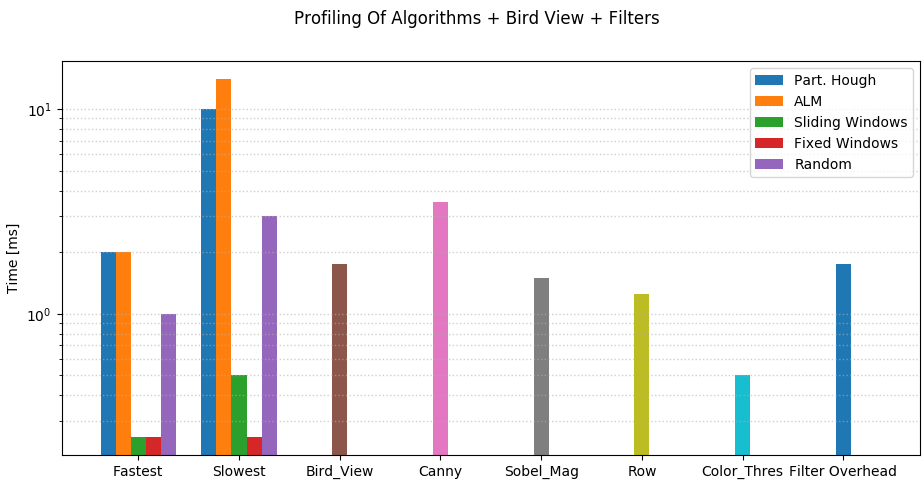 Profiling Of Algorithms + Bird View + Filters
Part. Hough
ALM
Sliding Windows
Fixed Windows
Random
10¹
10⁰
Time [ms]
Fastest Slowest Bird_View Canny Sobel_Mag Row Color_Thres Filter Overhead